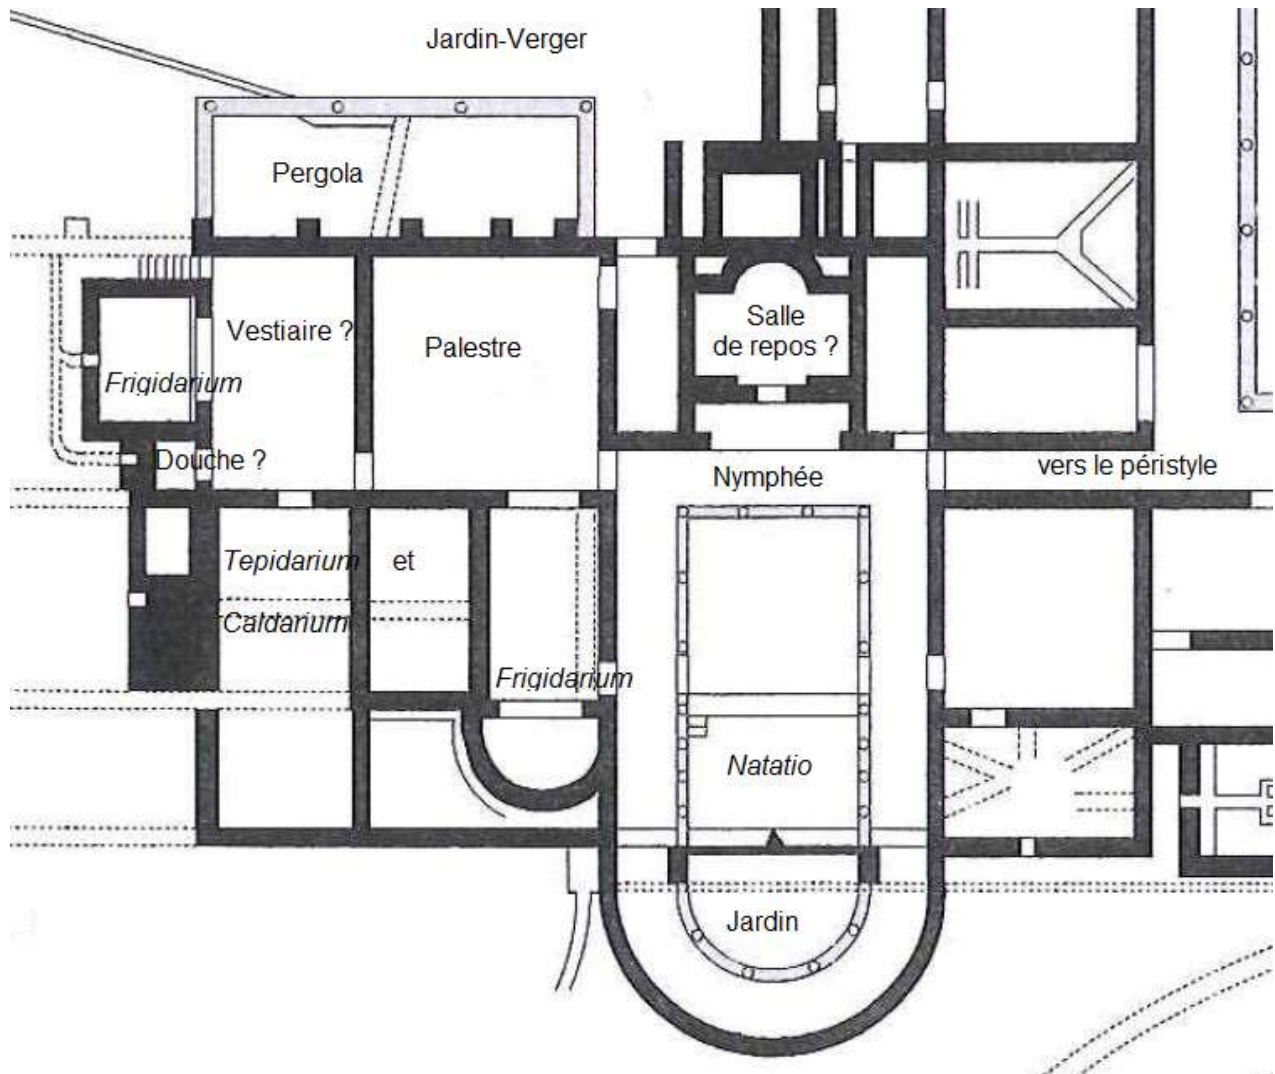 Jardin-Verger
Pergola
Vestiaire ?
Palestre
Salle
de repos ?
Frigidarium
Douche ?
Nymphée
vers le péristyle
Tepidarium et
Caldarium
Frigidarium
Natatio
Jardin